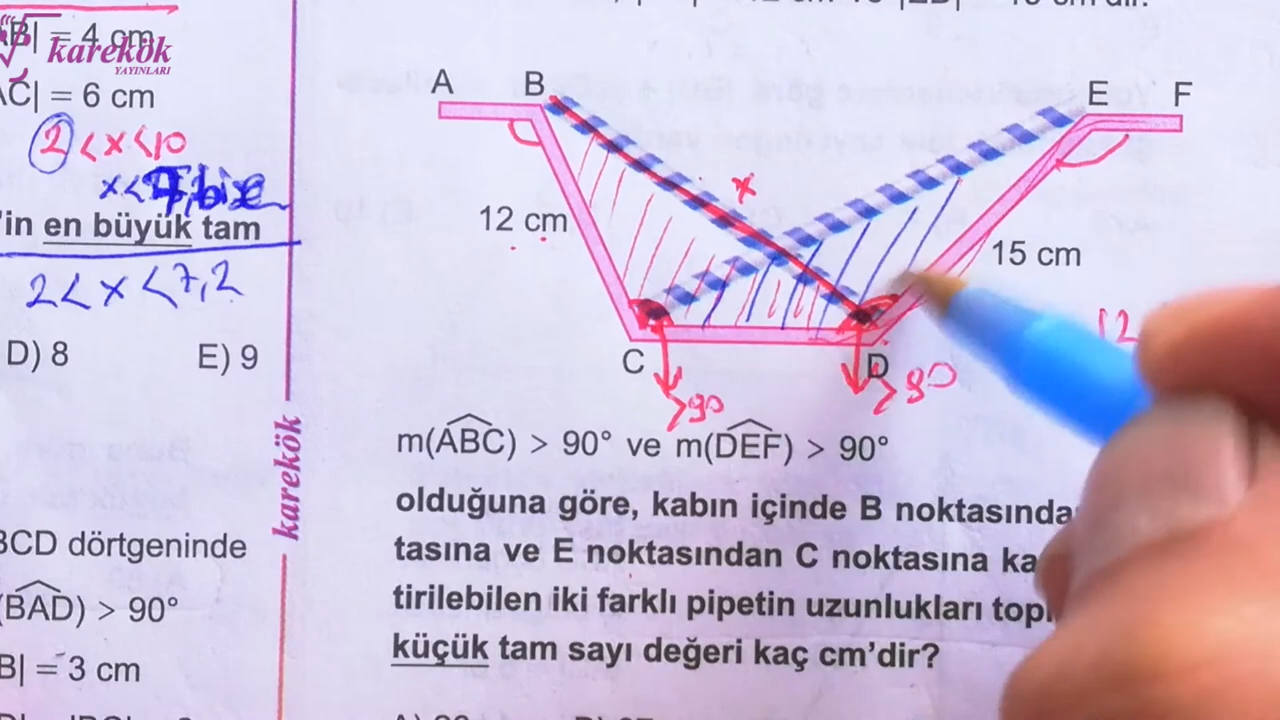 |AB| = 4 cm
karekök
YAYINLARI
AC| = 6 cm
2 < x < 10
'in en büyük tam
2 < x < 7,2
D) 8 E) 9
BCD dörtgeninde
(BAD) > 90°
B| = 3 cm
karekök
A B E F
12 cm
x
15 cm
12
C D
>90
m(ABC) > 90° ve m(DEF) > 90°
olduğuna göre, kabın içinde B noktasında
tasına ve E noktasından C noktasına ka
tirilebilen iki farklı pipetin uzunlukları topl
küçük tam sayı değeri kaç cm'dir?